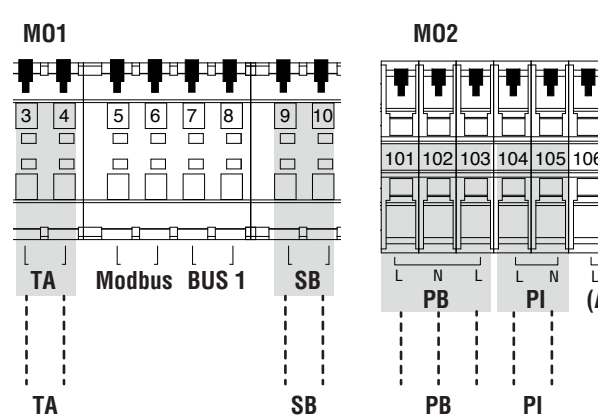 MO1 MO2
3 4 5 6 7 8 9 10
101 102 103 104 105 106
L N L L N L
TA Modbus BUS 1 SB
PB PI (A
TA SB PB PI